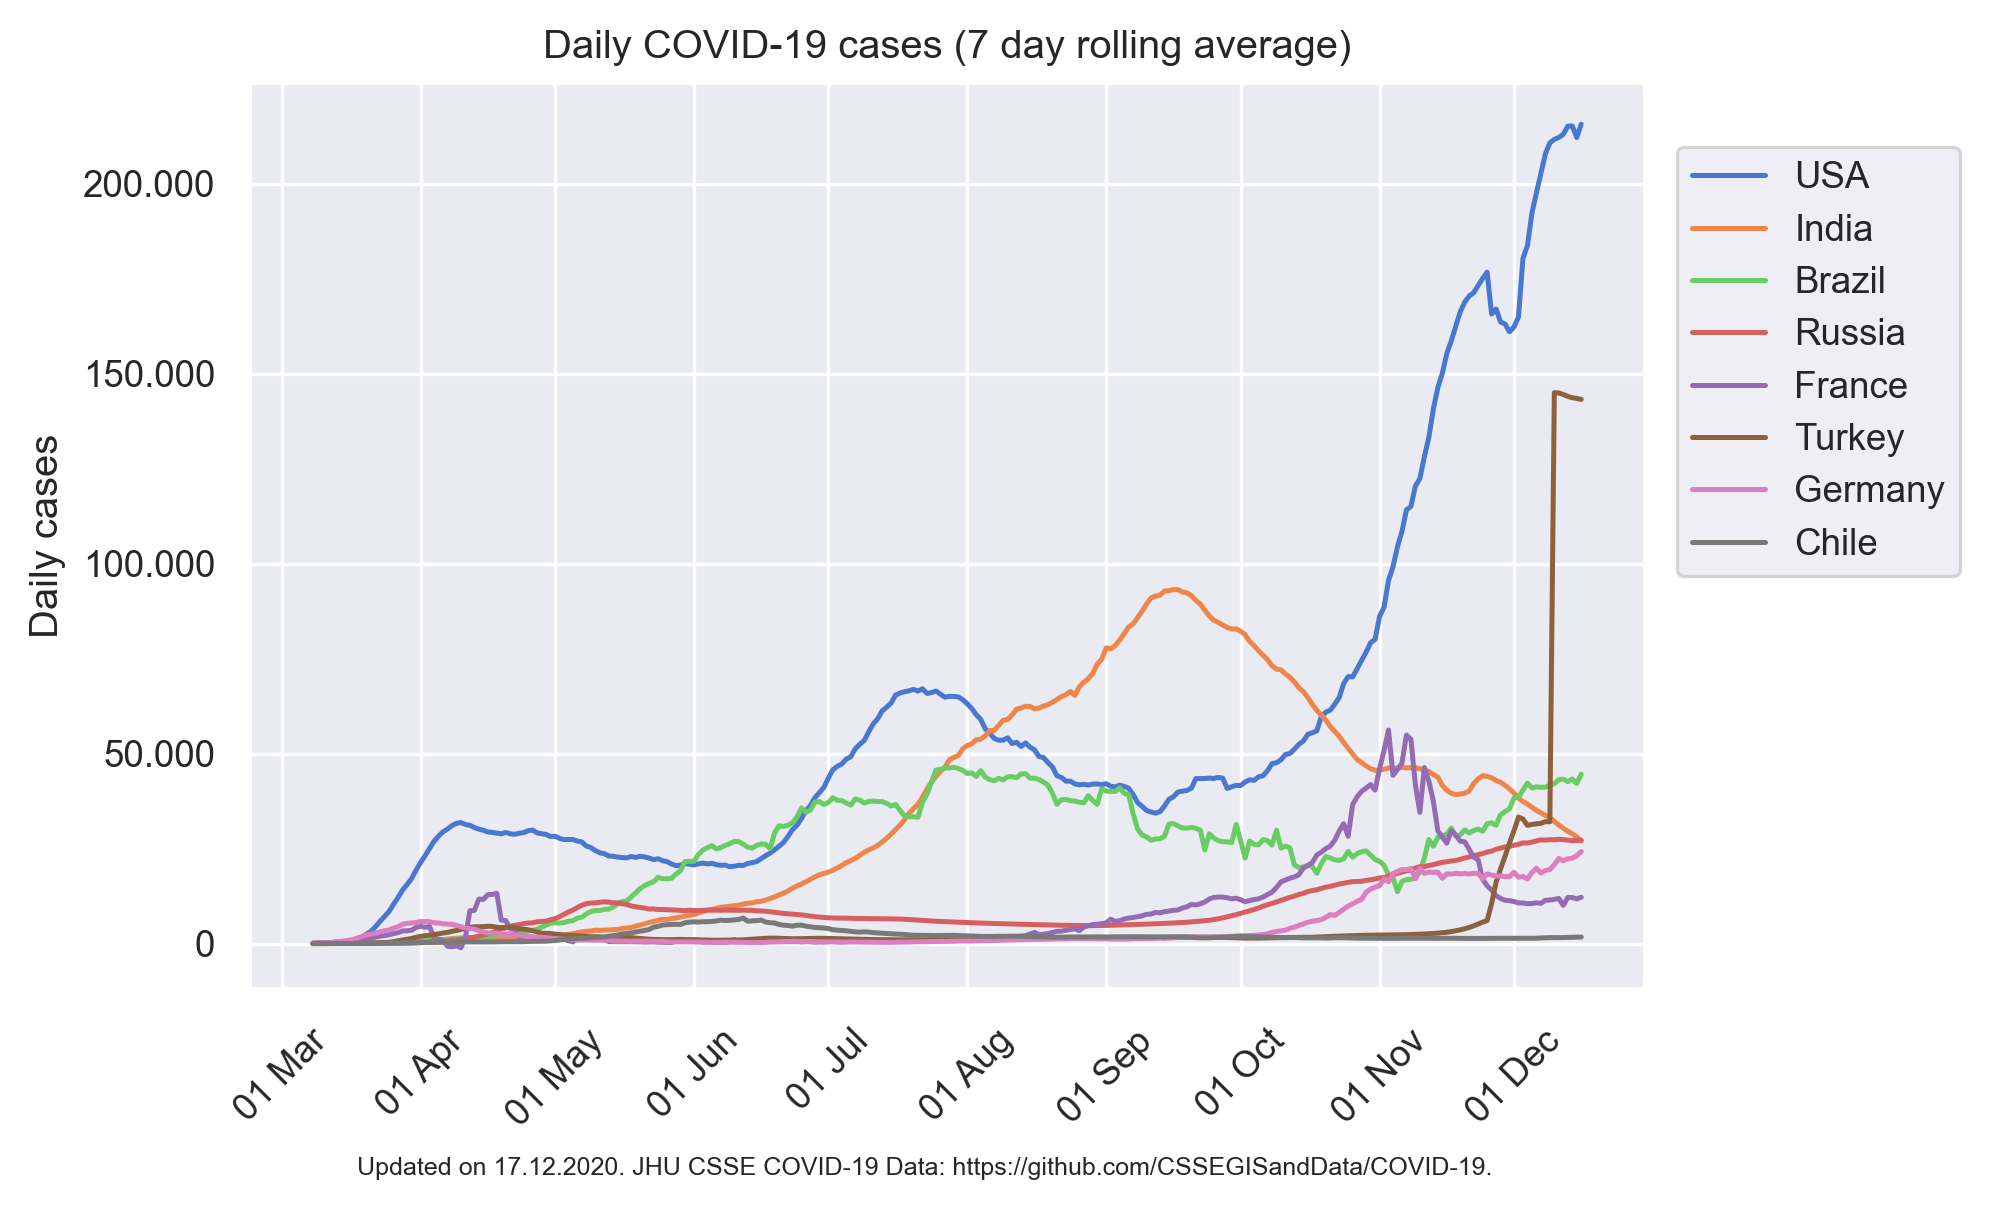 Daily COVID-19 cases (7 day rolling average)
Daily cases
200.000
150.000
100.000
50.000
0
01 Mar
01 Apr
01 May
01 Jun
01 Jul
01 Aug
01 Sep
01 Oct
01 Nov
01 Dec
USA
India
Brazil
Russia
France
Turkey
Germany
Chile
Updated on 17.12.2020. JHU CSSE COVID-19 Data: https://github.com/CSSEGISandData/COVID-19.